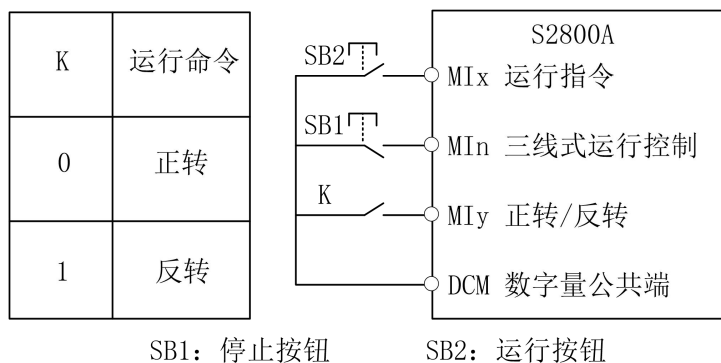 K 运行命令
0 正转
1 反转
S2800A
SB2 MIx 运行指令
SB1 MIn 三线式运行控制
K MIy 正转/反转
DCM 数字量公共端
SB1: 停止按钮 SB2: 运行按钮